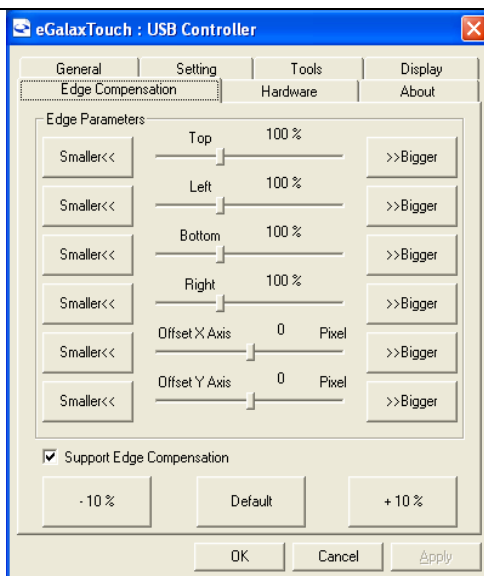 eGalaxTouch : USB Controller
General Setting Tools Display
Edge Compensation Hardware About
Edge Parameters
Top 100 %
Smaller<< >>Bigger
Left 100 %
Smaller<< >>Bigger
Bottom 100 %
Smaller<< >>Bigger
Right 100 %
Smaller<< >>Bigger
Offset X Axis 0 Pixel
Smaller<< >>Bigger
Offset Y Axis 0 Pixel
Smaller<< >>Bigger
Support Edge Compensation
- 10 % Default + 10 %
OK Cancel Apply